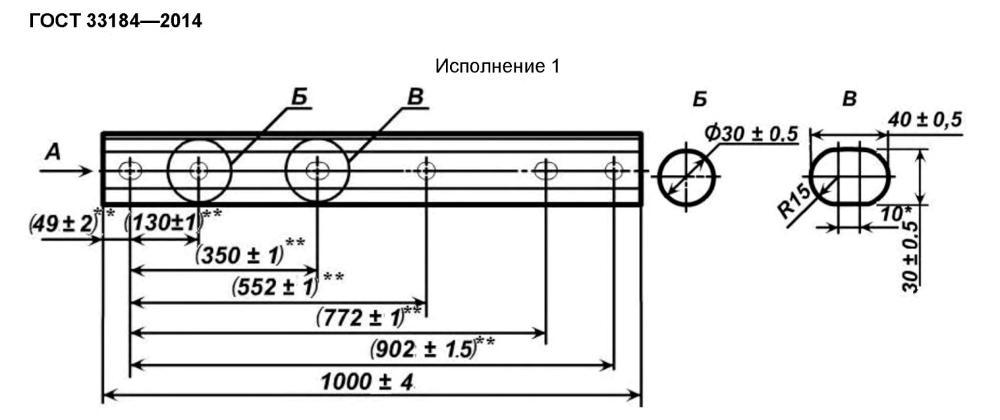 ГОСТ 33184—2014
Исполнение 1
Б
В
Б
В
А
Ф30 ± 0.5
40 ± 0,5
R15
10*
30 ± 0.5
(49 ± 2)** (130±1)**
(350 ± 1)**
(552 ± 1)**
(772 ± 1)**
(902 ± 1.5)**
1000 ± 4